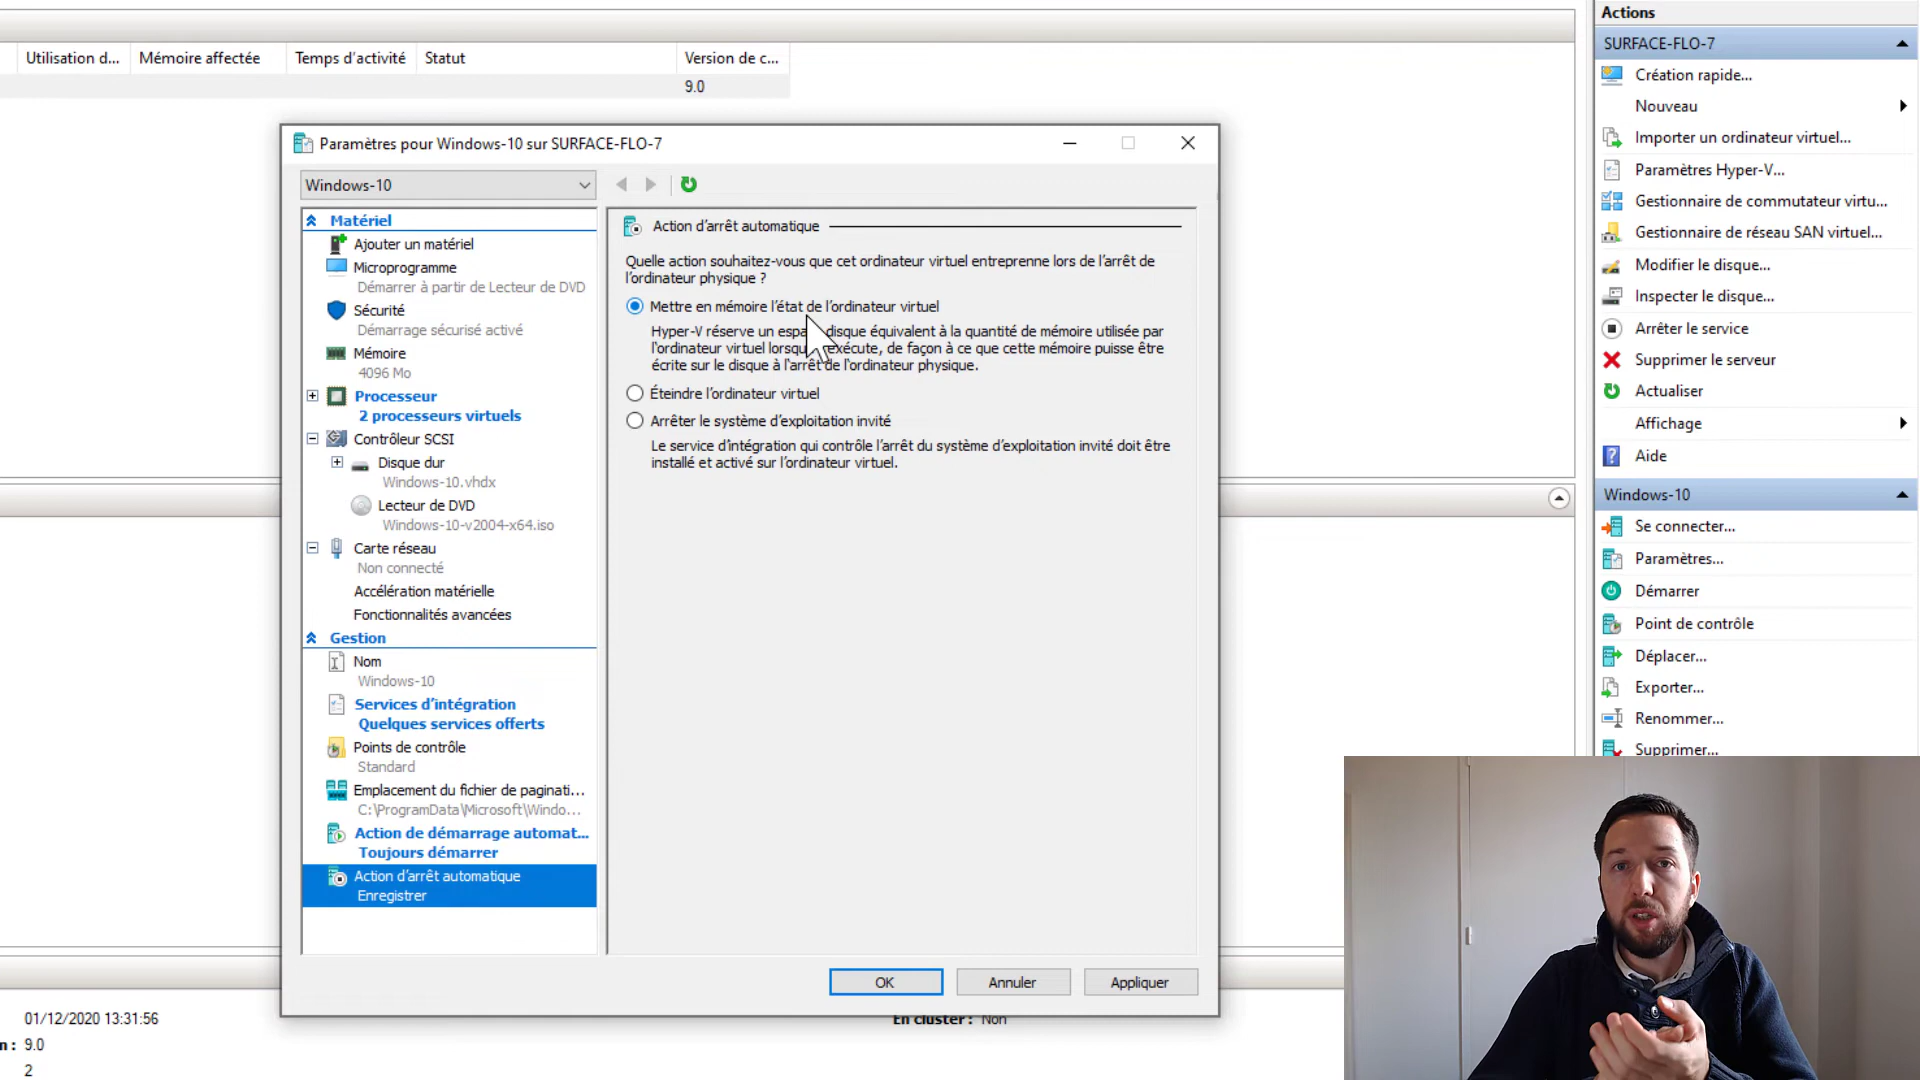 Utilisation d...
Mémoire affectée
Temps d'activité
Statut
Version de c...
9.0
Paramètres pour Windows-10 sur SURFACE-FLO-7
Windows-10
Matériel
Ajouter un matériel
Microprogramme
Démarrer à partir de Lecteur de DVD
Sécurité
Démarrage sécurisé activé
Mémoire
4096 Mo
Processeur
2 processeurs virtuels
Contrôleur SCSI
Disque dur
Windows-10.vhdx
Lecteur de DVD
Windows-10-v2004-x64.iso
Carte réseau
Non connecté
Accélération matérielle
Fonctionnalités avancées
Gestion
Nom
Windows-10
Services d'intégration
Quelques services offerts
Points de contrôle
Standard
Emplacement du fichier de paginati...
C:\ProgramData\Microsoft\Windo...
Action de démarrage automat...
Toujours démarrer
Action d'arrêt automatique
Enregistrer
Action d'arrêt automatique
Quelle action souhaitez-vous que cet ordinateur virtuel entreprenne lors de l'arrêt de
l'ordinateur physique ?
Mettre en mémoire l'état de l'ordinateur virtuel
Hyper-V réserve un disque équivalent à la quantité de mémoire utilisée par
l'ordinateur virtuel exécute, de façon à ce que cette mémoire puisse être
écrite sur le disque à l'arrêt de l'ordinateur physique.
Éteindre l'ordinateur virtuel
Arrêter le système d'exploitation invité
Le service d'intégration qui contrôle l'arrêt du système d'exploitation invité doit être
installé et activé sur l'ordinateur virtuel.
OK
Annuler
Appliquer
01/12/2020 13:31:56
n : 9.0
2
En cluster : Non
Actions
SURFACE-FLO-7
Création rapide...
Nouveau
Importer un ordinateur virtuel...
Paramètres Hyper-V...
Gestionnaire de commutateur virtu...
Gestionnaire de réseau SAN virtuel...
Modifier le disque...
Inspecter le disque...
Arrêter le service
Supprimer le serveur
Actualiser
Affichage
Aide
Windows-10
Se connecter...
Paramètres...
Démarrer
Point de contrôle
Déplacer...
Exporter...
Renommer...
Supprimer...